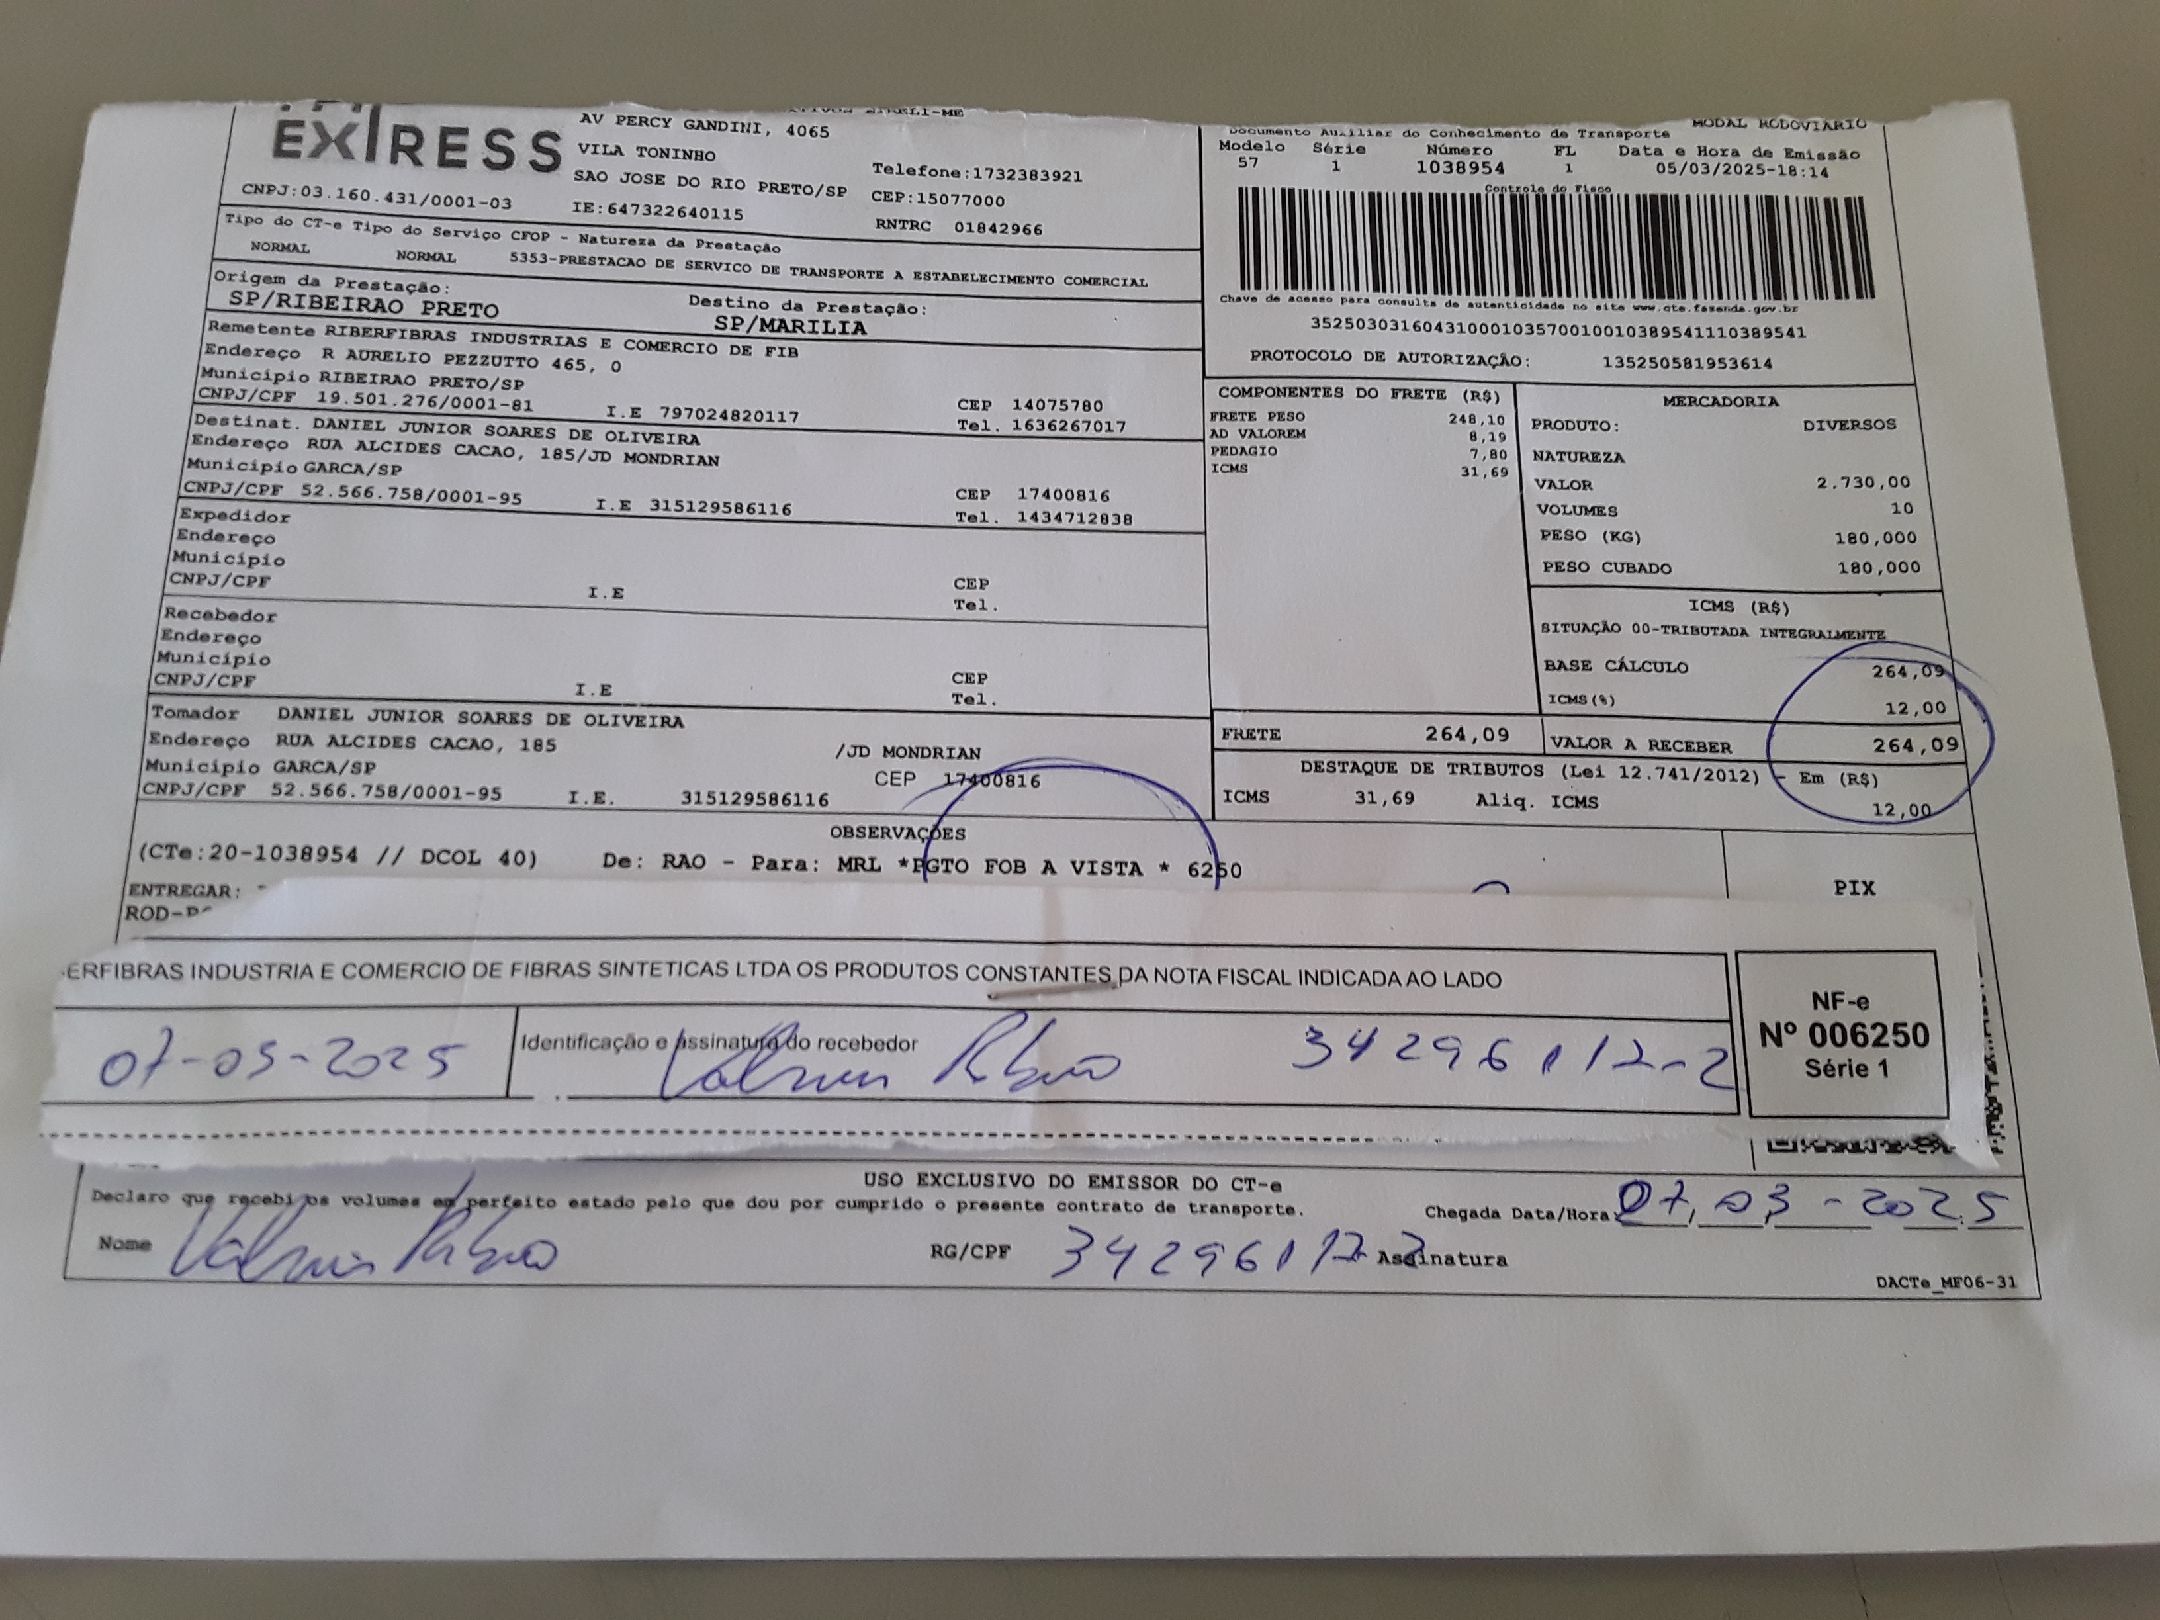 EXPRESS
AV PERCY GANDINI, 4065
VILA TONINHO
SAO JOSE DO RIO PRETO/SP
Telefone:1732383921
CEP:15077000
CNPJ:03.160.431/0001-03
IE:647322640115
RNTRC 01842966
Tipo do CT-e Tipo do Serviço CFOP - Natureza da Prestação
NORMAL NORMAL 5353-PRESTACAO DE SERVICO DE TRANSPORTE A ESTABELECIMENTO COMERCIAL
Origem da Prestação: Destino da Prestação:
SP/RIBEIRAO PRETO SP/MARILIA
Remetente RIBERFIBRAS INDUSTRIAS E COMERCIO DE FIB
Endereço R AURELIO PEZZUTTO 465, 0
Municipio RIBEIRAO PRETO/SP CEP 14075780
CNPJ/CPF 19.501.276/0001-81 I.E 797024820117 Tel. 1636267017
Destinat. DANIEL JUNIOR SOARES DE OLIVEIRA
Endereço RUA ALCIDES CACAO, 185/JD MONDRIAN
Municipio GARCA/SP CEP 17400816
CNPJ/CPF 52.566.758/0001-95 I.E 315129586116 Tel. 1434712838
Expedidor
Endereço
Município CEP
CNPJ/CPF I.E Tel.
Recebedor
Endereço
Município CEP
CNPJ/CPF I.E Tel.
Tomador DANIEL JUNIOR SOARES DE OLIVEIRA
Endereço RUA ALCIDES CACAO, 185 /JD MONDRIAN
Municipio GARCA/SP CEP 17400816
CNPJ/CPF 52.566.758/0001-95 I.E. 315129586116
MODAL RODOVIARIO
Documento Auxiliar do Conhecimento de Transporte
Modelo Série Número FL Data e Hora de Emissão
57 1 1038954 1 05/03/2025-18:14
Controle do Fisco
Chave de acesso para consulta de autenticidade no site www.cte.fazenda.gov.br
35250303160431000103570010010389541110389541
PROTOCOLO DE AUTORIZAÇÃO: 135250581953614
COMPONENTES DO FRETE (R$)
FRETE PESO 248,10
AD VALOREM 8,19
PEDAGIO 7,80
ICMS 31,69
MERCADORIA
PRODUTO: DIVERSOS
NATUREZA
VALOR 2.730,00
VOLUMES 10
PESO (KG) 180,000
PESO CUBADO 180,000
ICMS (R$)
SITUAÇÃO 00-TRIBUTADA INTEGRALMENTE
BASE CÁLCULO 264,09
ICMS(%) 12,00
FRETE 264,09 VALOR A RECEBER 264,09
DESTAQUE DE TRIBUTOS (Lei 12.741/2012) - Em (R$)
ICMS 31,69 Aliq. ICMS 12,00
OBSERVAÇÕES
(CTe:20-1038954 // DCOL 40) De: RAO - Para: MRL *PGTO FOB A VISTA * 6250
ENTREGAR:
PIX
ERFIBRAS INDUSTRIA E COMERCIO DE FIBRAS SINTETICAS LTDA OS PRODUTOS CONSTANTES DA NOTA FISCAL INDICADA AO LADO
07-03-2025 Identificação e assinatura do recebedor 34296112-2
NF-e
Nº 006250
Série 1
USO EXCLUSIVO DO EMISSOR DO CT-e
Declaro que recebi os volumes em perfeito estado pelo que dou por cumprido o presente contrato de transporte. Chegada Data/Hora: 07, 03 - 2025
Nome RG/CPF 34296112-2 Assinatura
DACTe_MF06-31